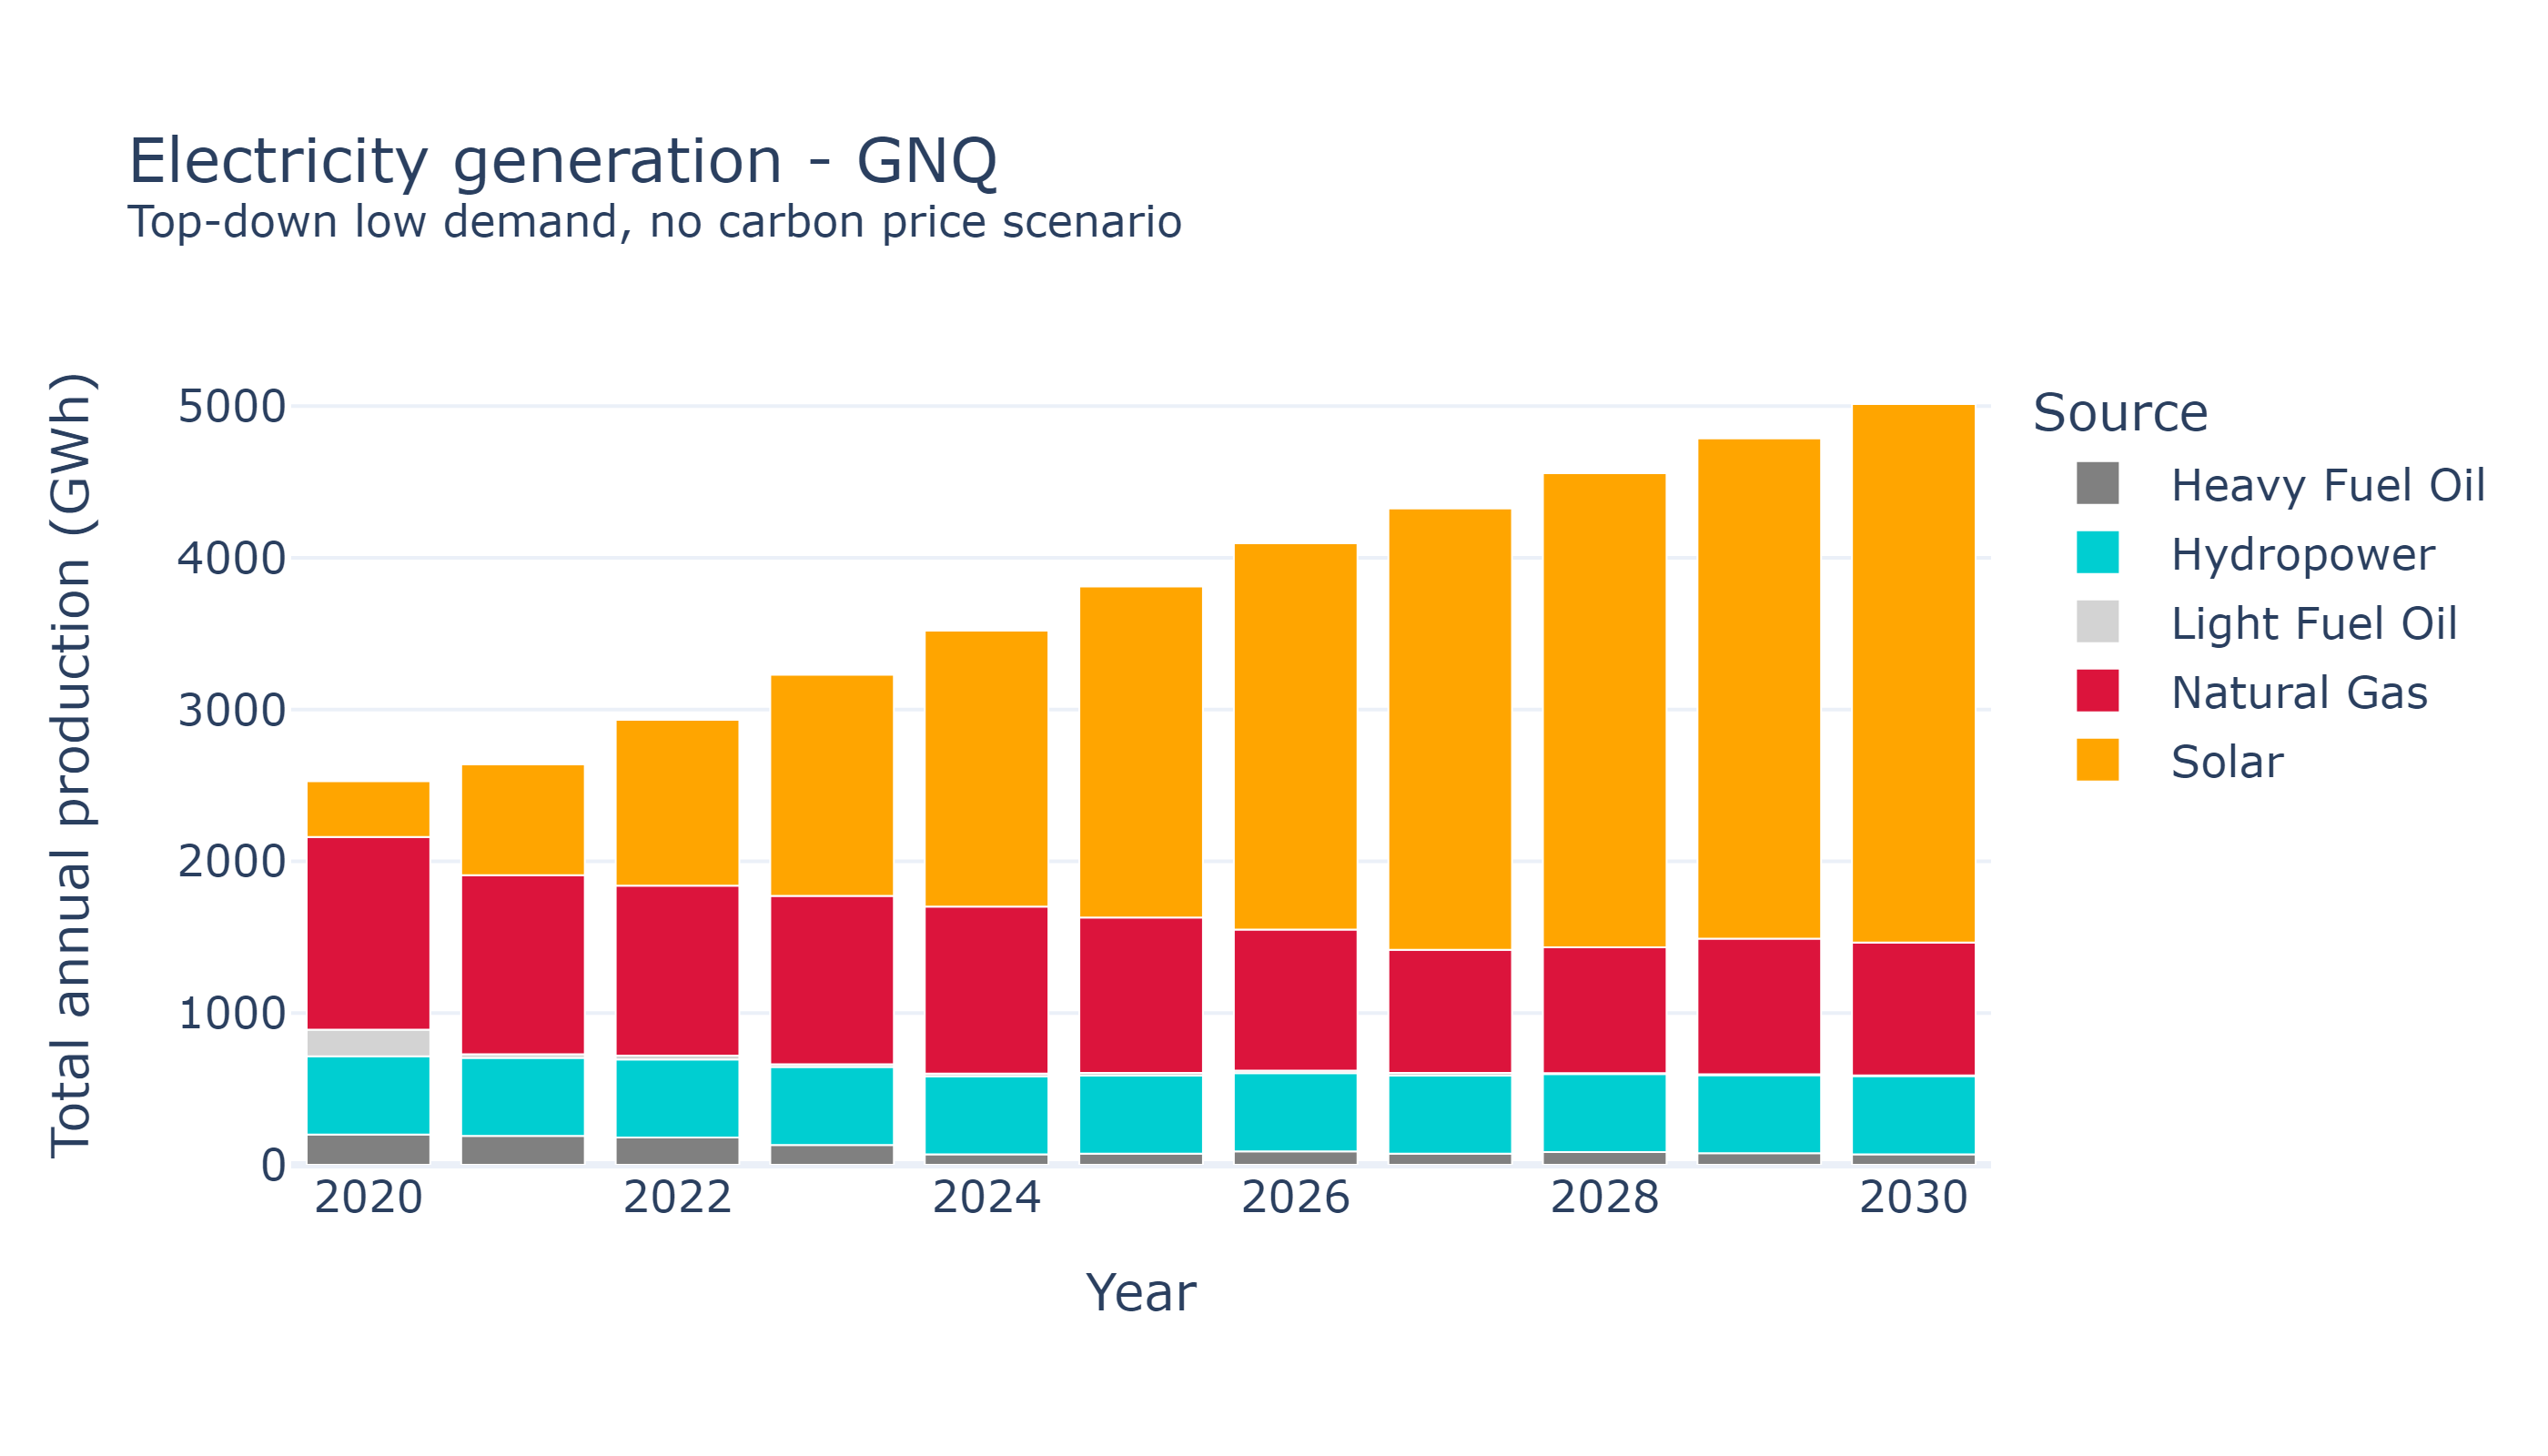 Electricity generation - GNQ
Top-down low demand, no carbon price scenario
Total annual production (GWh)
5000
4000
3000
2000
1000
0
2020 2022 2024 2026 2028 2030
Year
Source
Heavy Fuel Oil
Hydropower
Light Fuel Oil
Natural Gas
Solar